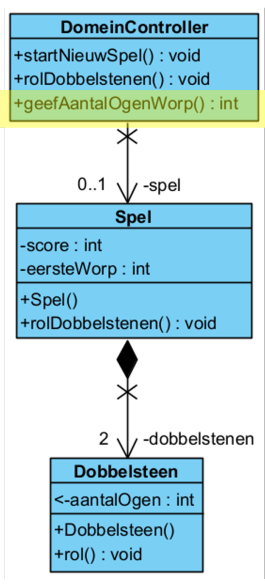 DomeinController
+startNieuwSpel() : void
+rolDobbelstenen() : void
+geefAantalOgenWorp() : int
0..1 -spel
Spel
-score : int
-eersteWorp : int
+Spel()
+rolDobbelstenen() : void
2 -dobbelstenen
Dobbelsteen
<-aantalOgen : int
+Dobbelsteen()
+rol() : void